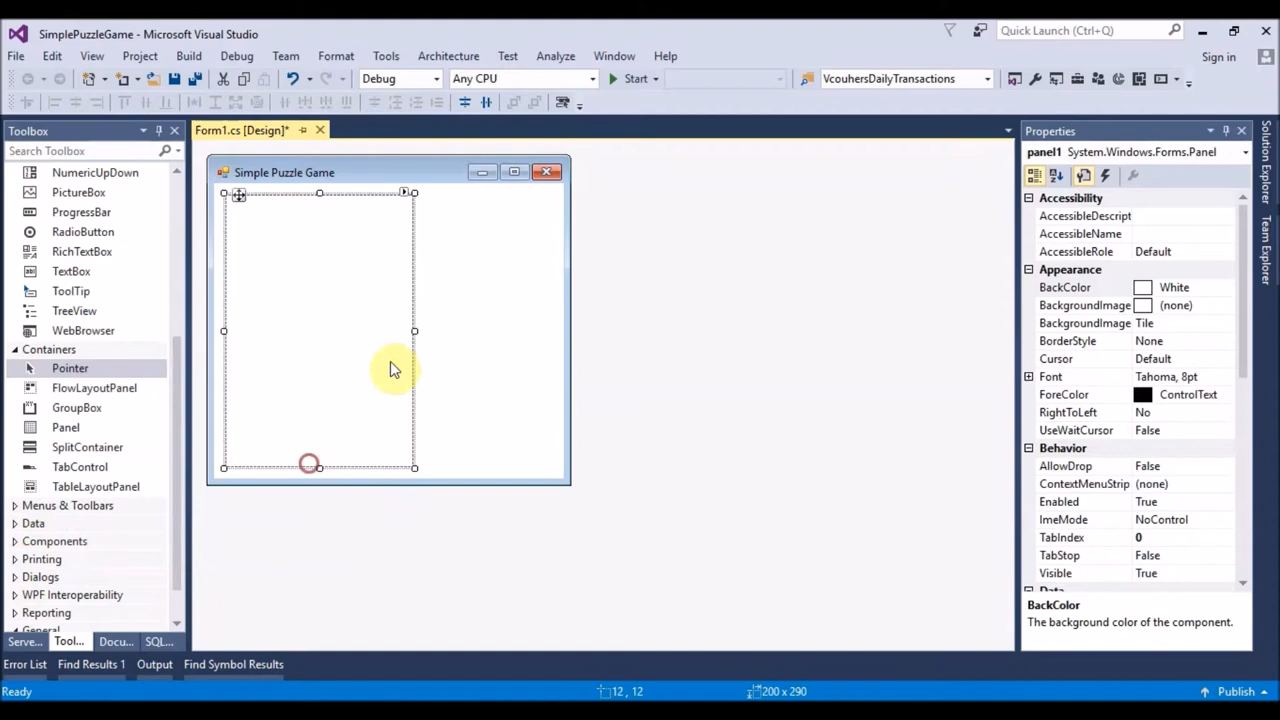 SimplePuzzleGame - Microsoft Visual Studio
Quick Launch (Ctrl+Q)
File Edit View Project Build Debug Team Format Tools Architecture Test Analyze Window Help
Sign in
Debug Any CPU Start VcouhersDailyTransactions
Toolbox
Search Toolbox
NumericUpDown
PictureBox
ProgressBar
RadioButton
RichTextBox
TextBox
ToolTip
TreeView
WebBrowser
Containers
Pointer
FlowLayoutPanel
GroupBox
Panel
SplitContainer
TabControl
TableLayoutPanel
Menus & Toolbars
Data
Components
Printing
Dialogs
WPF Interoperability
Reporting
General
Serve... Tool... Docu... SQL...
Form1.cs [Design]*
Simple Puzzle Game
Properties
panel1 System.Windows.Forms.Panel
Accessibility
AccessibleDescript
AccessibleName
AccessibleRole Default
Appearance
BackColor White
BackgroundImage (none)
BackgroundImage Tile
BorderStyle None
Cursor Default
Font Tahoma, 8pt
ForeColor ControlText
RightToLeft No
UseWaitCursor False
Behavior
AllowDrop False
ContextMenuStrip (none)
Enabled True
ImeMode NoControl
TabIndex 0
TabStop False
Visible True
Data
BackColor
The background color of the component.
Solution Explorer
Team Explorer
Error List Find Results 1 Output Find Symbol Results
Ready 12 , 12 200 x 290 Publish